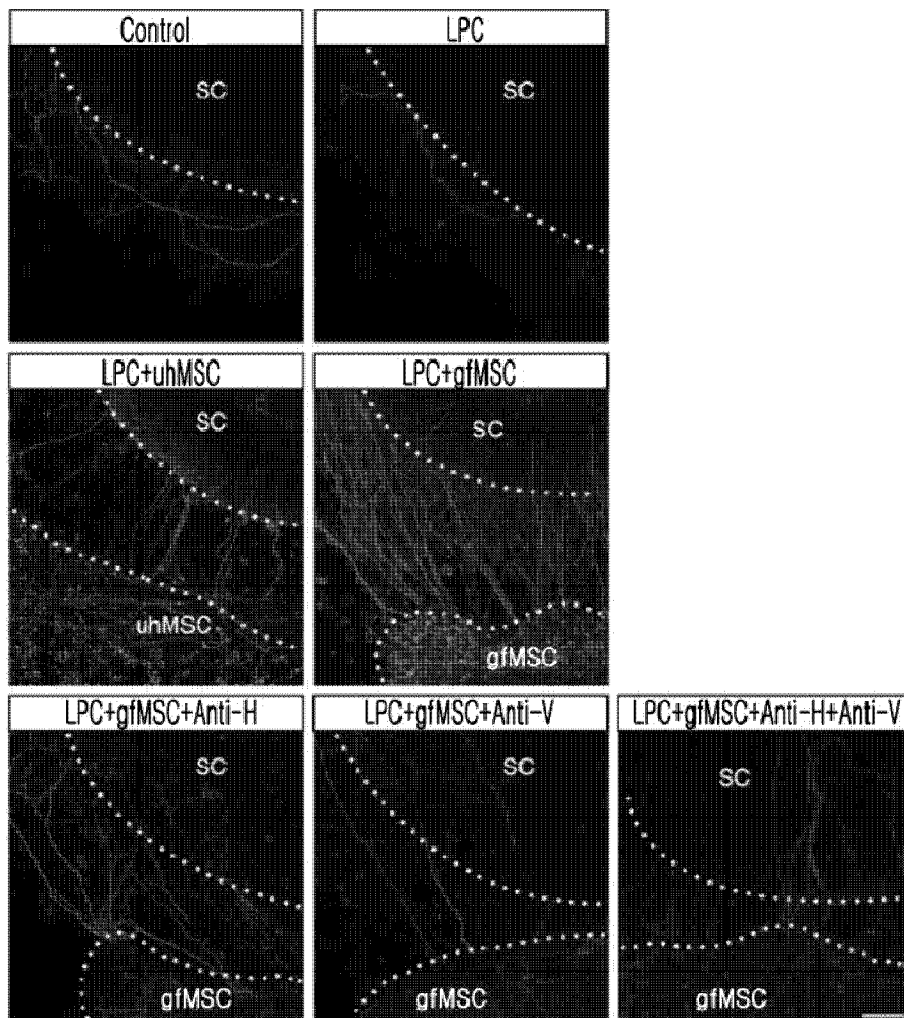 Control
LPC
SC
SC
LPC+uhMSC
LPC+gfMSC
SC
SC
uhMSC
gfMSC
LPC+gfMSC+Anti-H
LPC+gfMSC+Anti-V
LPC+gfMSC+Anti-H+Anti-V
SC
SC
SC
gfMSC
gfMSC
gfMSC